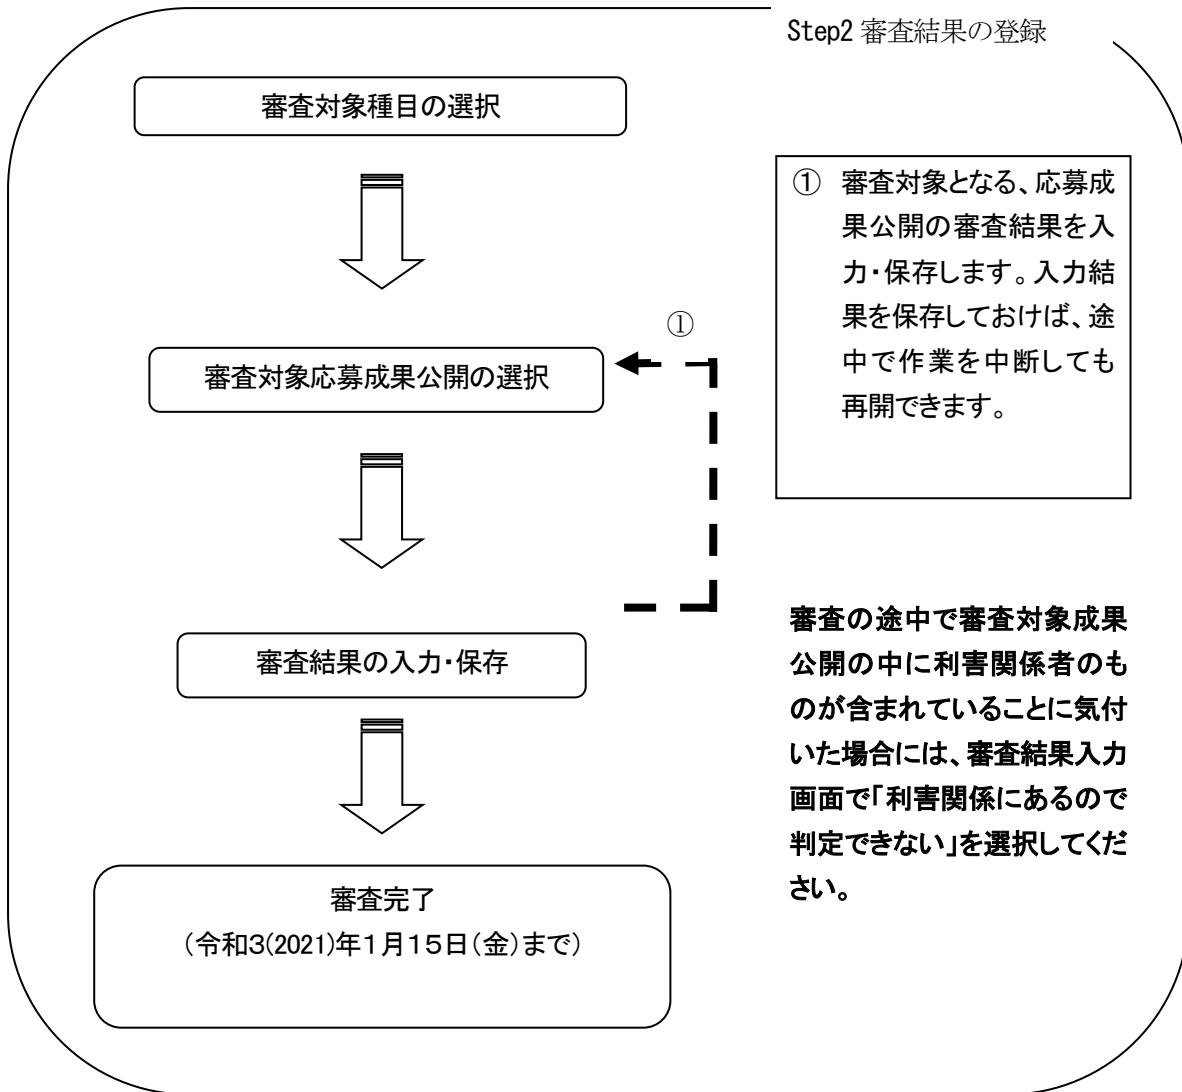 Step2 審査結果の登録
審査対象種目の選択
① 審査対象となる、応募成
果公開の審査結果を入
力・保存します。入力結
果を保存しておけば、途
中で作業を中断しても
再開できます。
①
審査対象応募成果公開の選択
審査結果の入力・保存
審査の途中で審査対象成果
公開の中に利害関係者のも
のが含まれていることに気付
いた場合には、審査結果入力
画面で「利害関係にあるので
判定できない」を選択してくだ
さい。
審査完了
（令和3(2021)年１月１５日（金）まで）